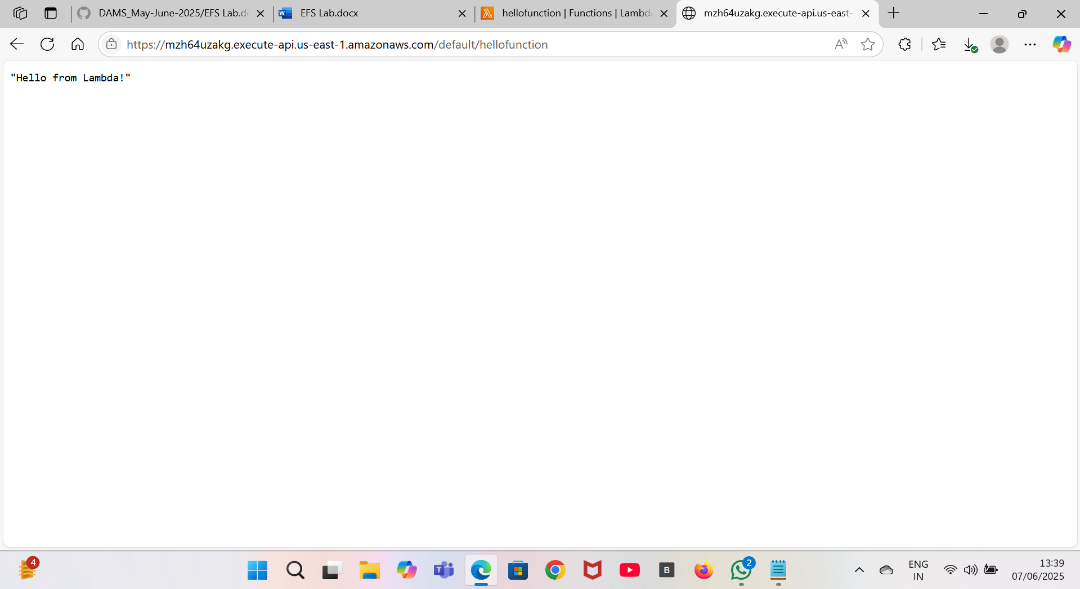 DAMS_May-June-2025/EFS Lab.d
EFS Lab.docx
hellofunction | Functions | Lambda
mzh64uzakg.execute-api.us-east-
https://mzh64uzakg.execute-api.us-east-1.amazonaws.com/default/hellofunction
"Hello from Lambda!"
4
B
2
ENG
IN
13:39
07/06/2025